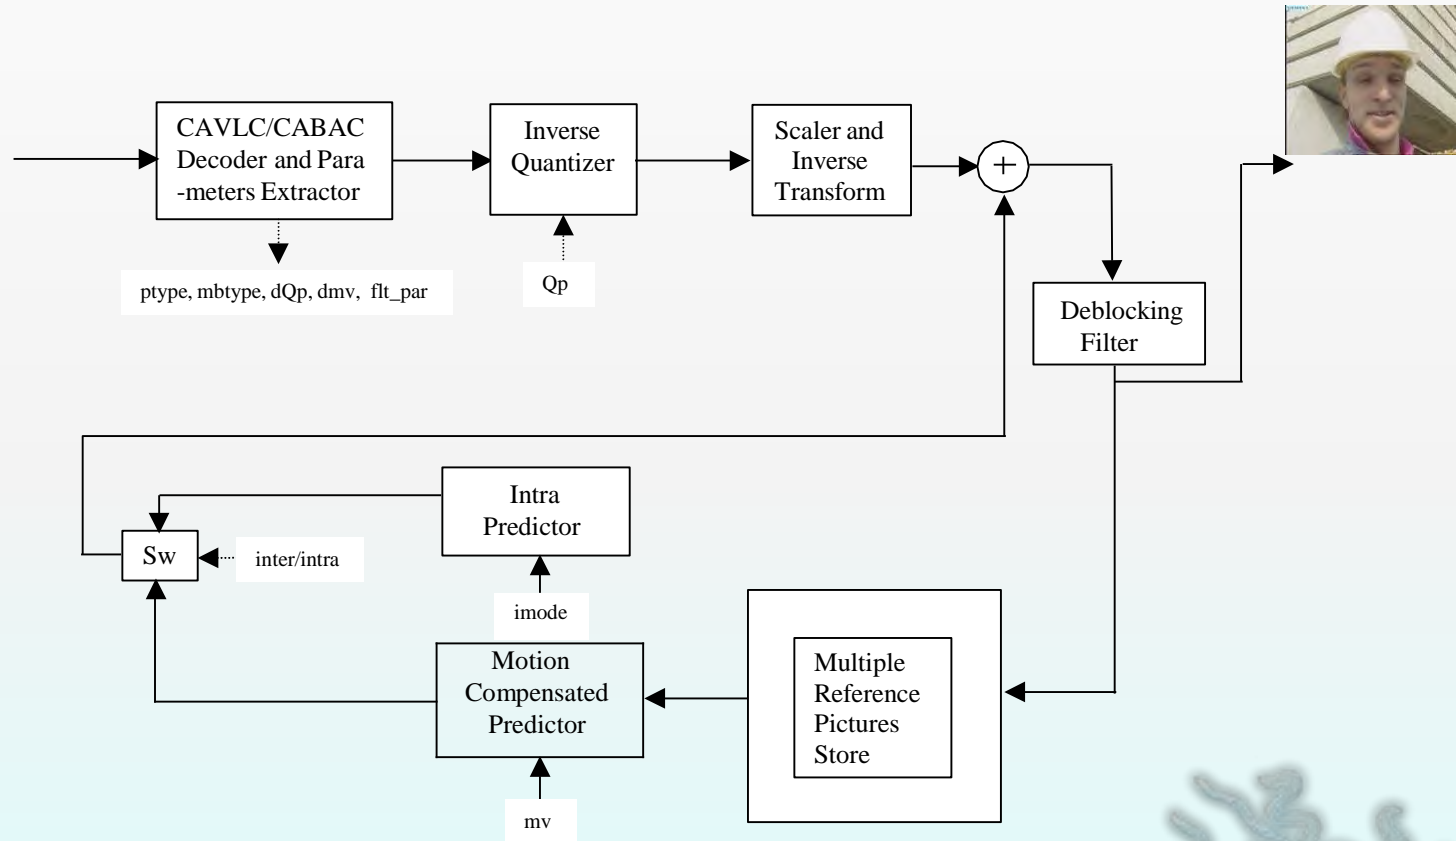 CAVLC/CABAC
Decoder and Para
-meters Extractor
Inverse
Quantizer
Scaler and
Inverse
Transform
+
ptype, mbtype, dQp, dmv, flt_par
Qp
Deblocking
Filter
Intra
Predictor
Sw
inter/intra
imode
Motion
Compensated
Predictor
Multiple
Reference
Pictures
Store
mv